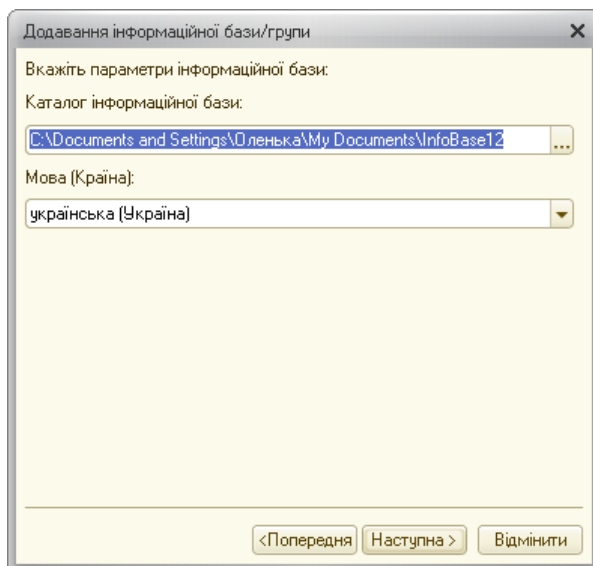 Додавання інформаційної бази/групи
Вкажіть параметри інформаційної бази:
Каталог інформаційної бази:
C:\Documents and Settings\Оленька\My Documents\InfoBase12
...
Мова (Країна):
українська (Україна)
<Попередня Наступна > Відмінити